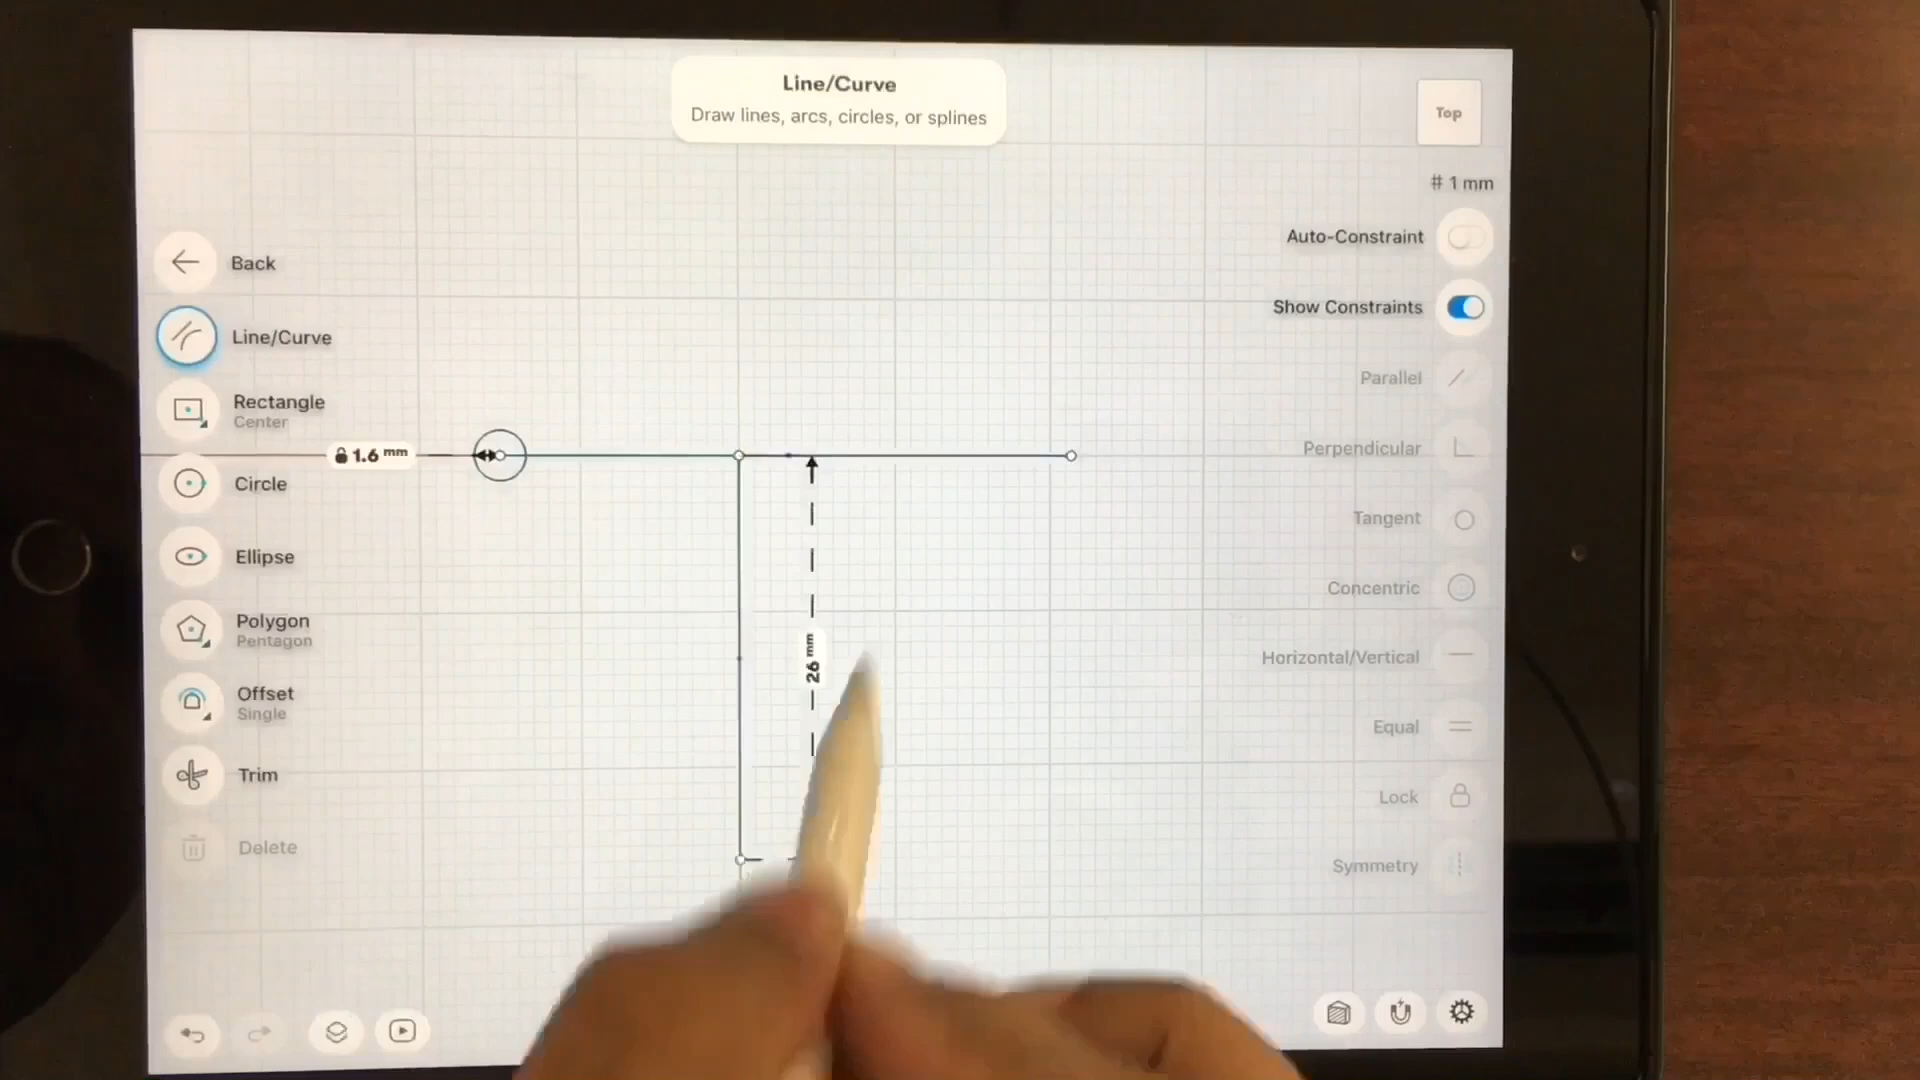 Line/Curve
Draw lines, arcs, circles, or splines
Top
# 1 mm
Auto-Constraint
Back
Show Constraints
Line/Curve
Parallel
Rectangle
Center
1.6 mm
Perpendicular
Circle
Tangent
Ellipse
Concentric
Polygon
Pentagon
26 mm
Horizontal/Vertical
Offset
Single
Equal
Trim
Lock
Delete
Symmetry